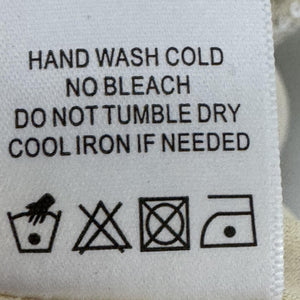 HAND WASH COLD
NO BLEACH
DO NOT TUMBLE DRY
COOL IRON IF NEEDED